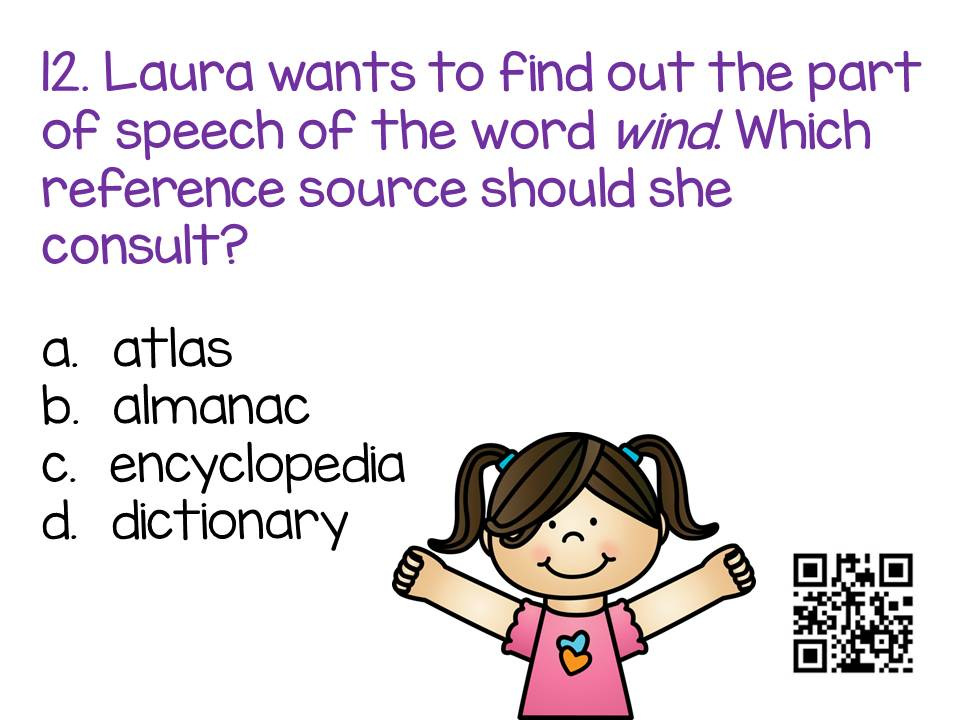 12. Laura wants to find out the part
of speech of the word wind. Which
reference source should she
consult?
a. atlas
b. almanac
c. encyclopedia
d. dictionary